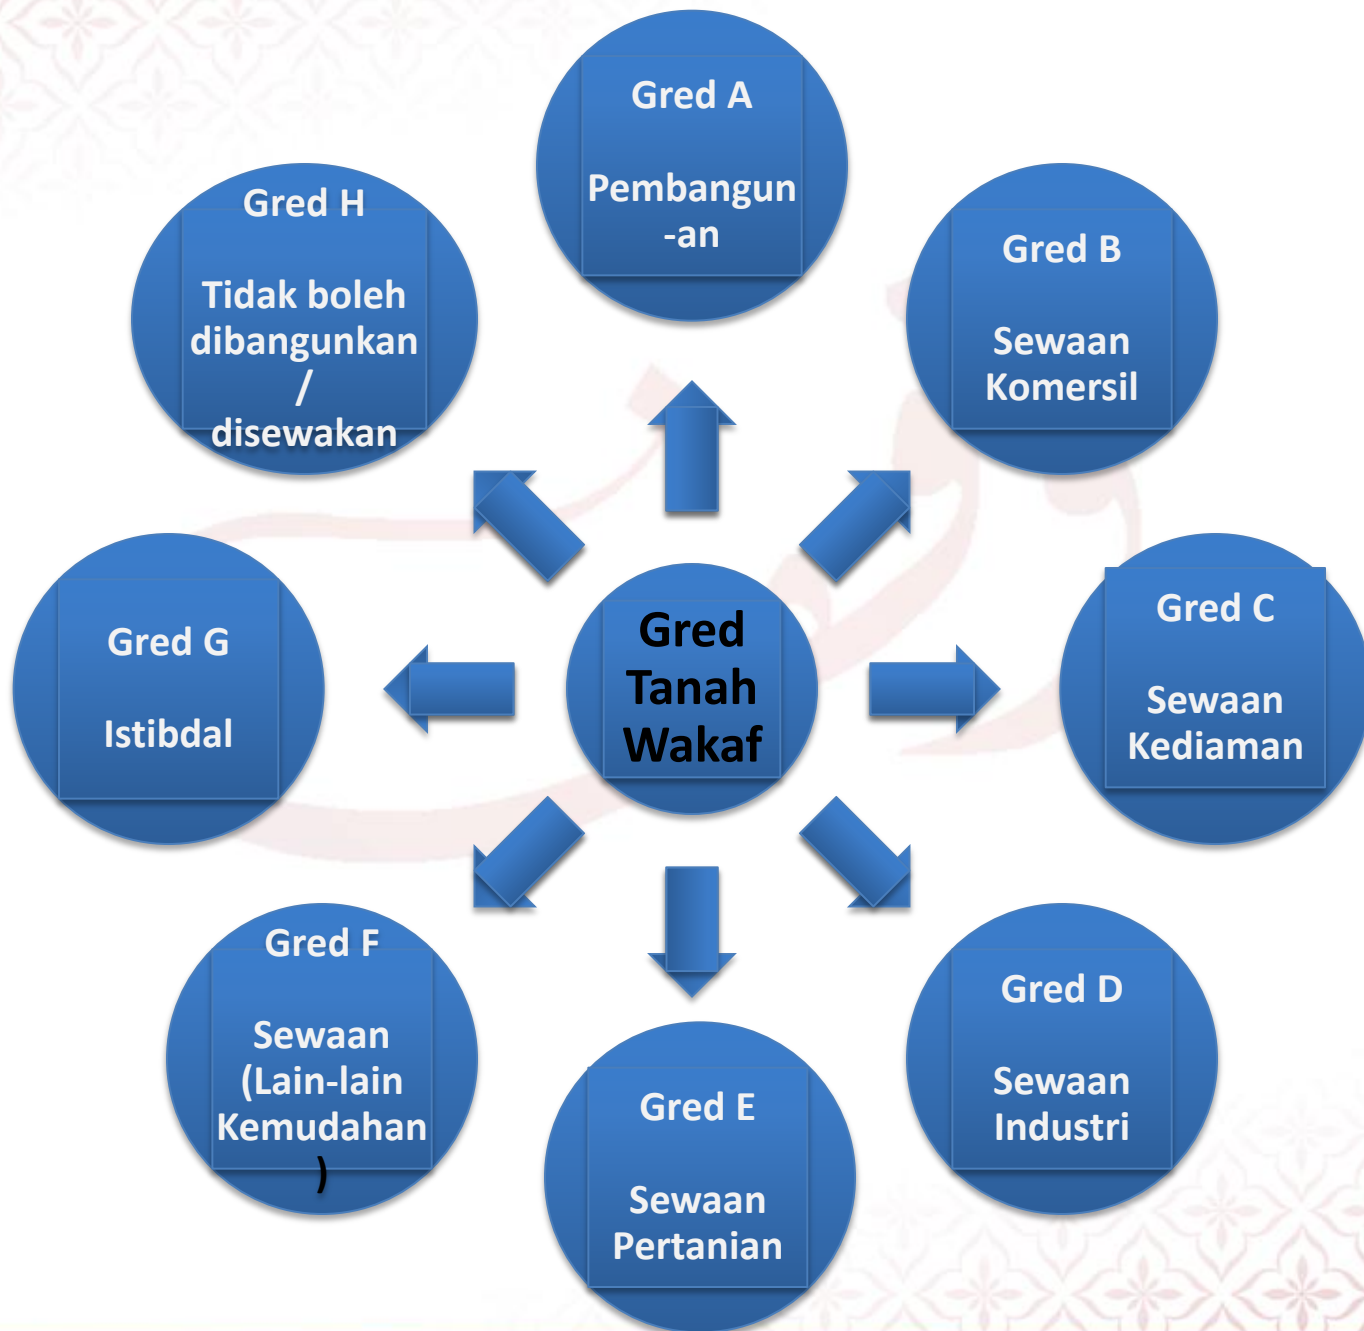 Gred A
Pembangun
-an
Gred B
Sewaan
Komersil
Gred C
Sewaan
Kediaman
Gred D
Sewaan
Industri
Gred E
Sewaan
Pertanian
Gred F
Sewaan
(Lain-lain
Kemudahan
)
Gred G
Istibdal
Gred H
Tidak boleh
dibangunkan
/
disewakan
Gred
Tanah
Wakaf